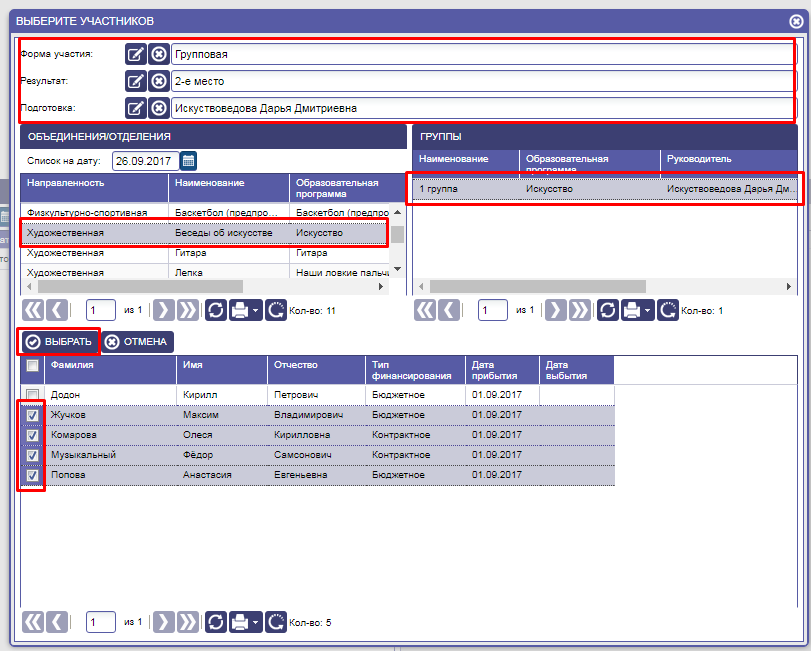 ВЫБЕРИТЕ УЧАСТНИКОВ
Форма участия: Групповая
Результат: 2-е место
Подготовка: Искуствоведова Дарья Дмитриевна
ОБЪЕДИНЕНИЯ/ОТДЕЛЕНИЯ
Список на дату: 26.09.2017
Направленность Наименование Образовательная программа
Физкультурно-спортивная Баскетбол (предпро... Баскетбол (предпро
Художественная Беседы об искусстве Искусство
Художественная Гитара Гитара
Художественная Лепка Наши ловкие пальч
1 из 1 Кол-во: 11
ГРУППЫ
Наименование Образовательная программа Руководитель
1 группа Искусство Искуствоведова Дарья Дм...
1 из 1 Кол-во: 1
ВЫБРАТЬ ОТМЕНА
Фамилия Имя Отчество Тип финансирования Дата прибытия Дата выбытия
Додон Кирилл Петрович Бюджетное 01.09.2017
Жучков Максим Владимирович Бюджетное 01.09.2017
Комарова Олеся Кирилловна Контрактное 01.09.2017
Музыкальный Фёдор Самсонович Контрактное 01.09.2017
Попова Анастасия Евгеньевна Бюджетное 01.09.2017
1 из 1 Кол-во: 5